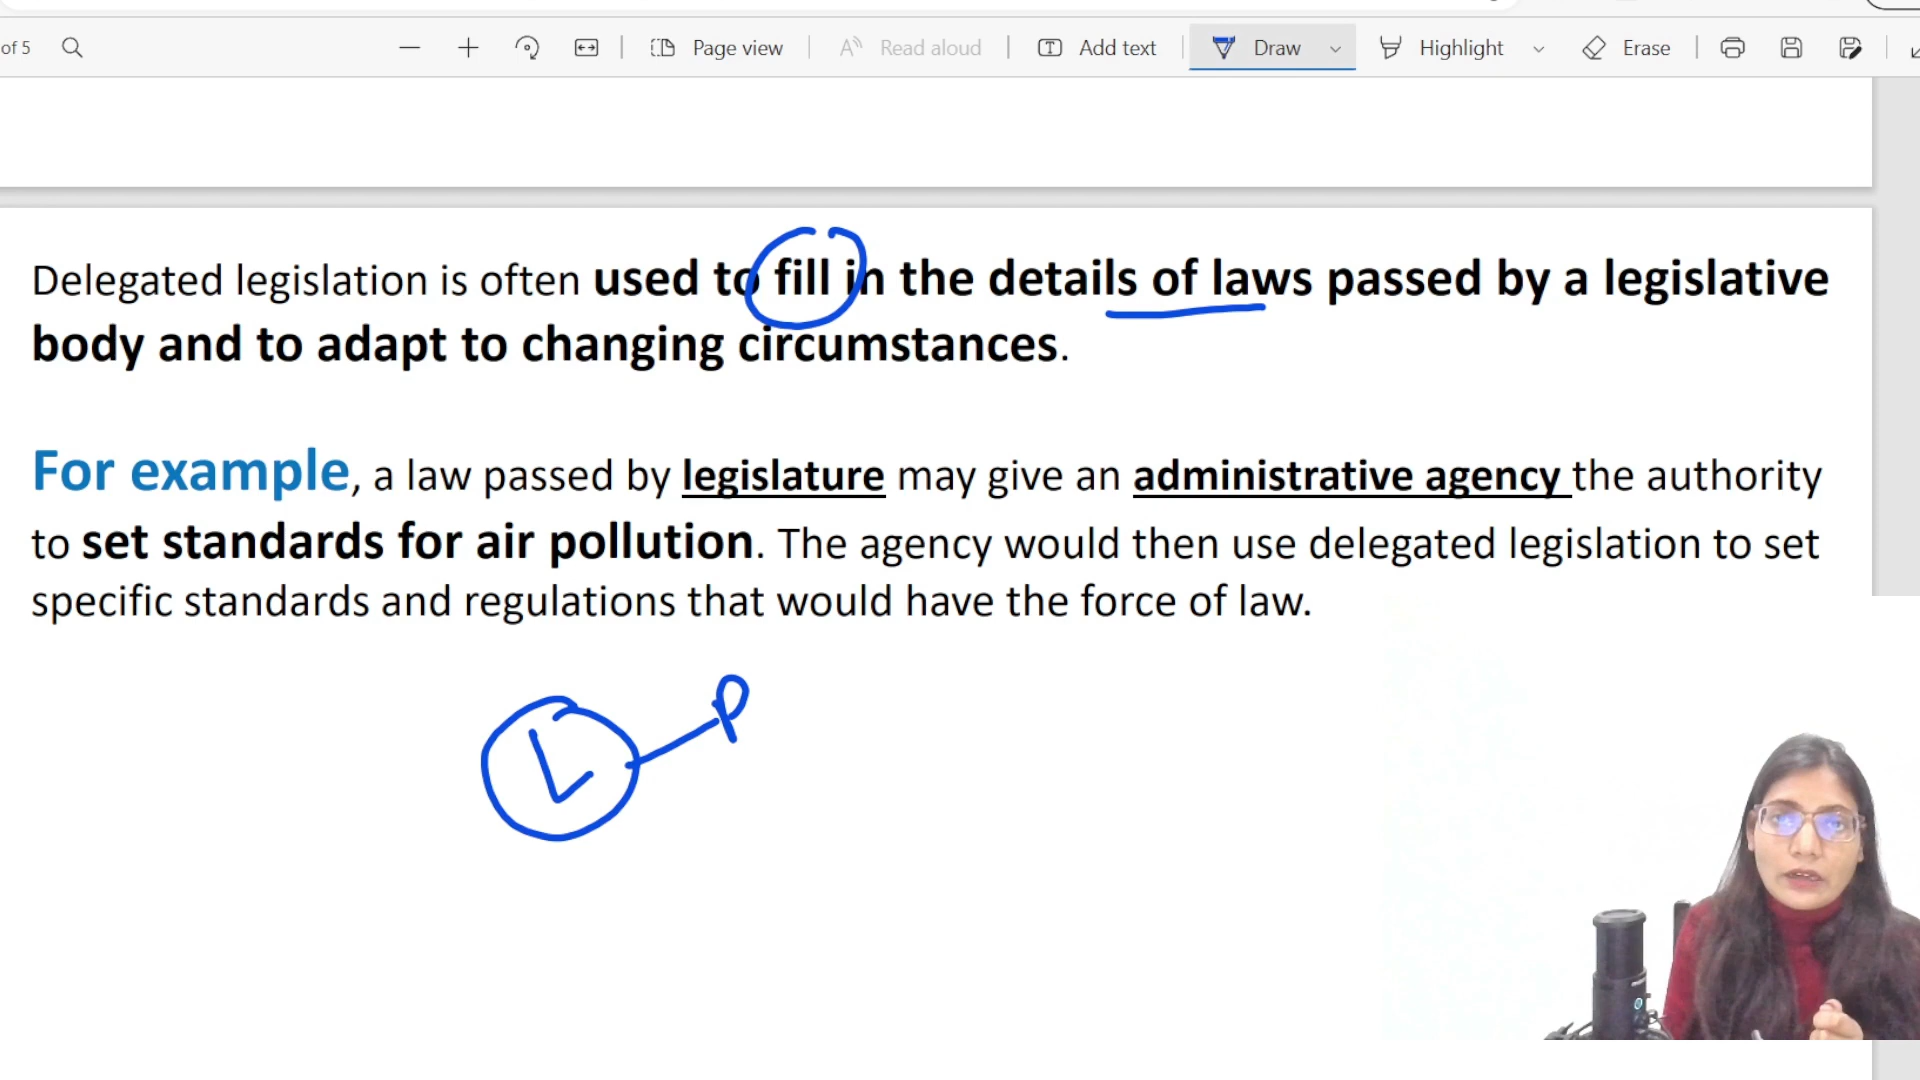 of 5 Page view Read aloud Add text Draw Highlight Erase
Delegated legislation is often used to fill in the details of laws passed by a legislative
body and to adapt to changing circumstances.
For example, a law passed by legislature may give an administrative agency the authority
to set standards for air pollution. The agency would then use delegated legislation to set
specific standards and regulations that would have the force of law.
L P